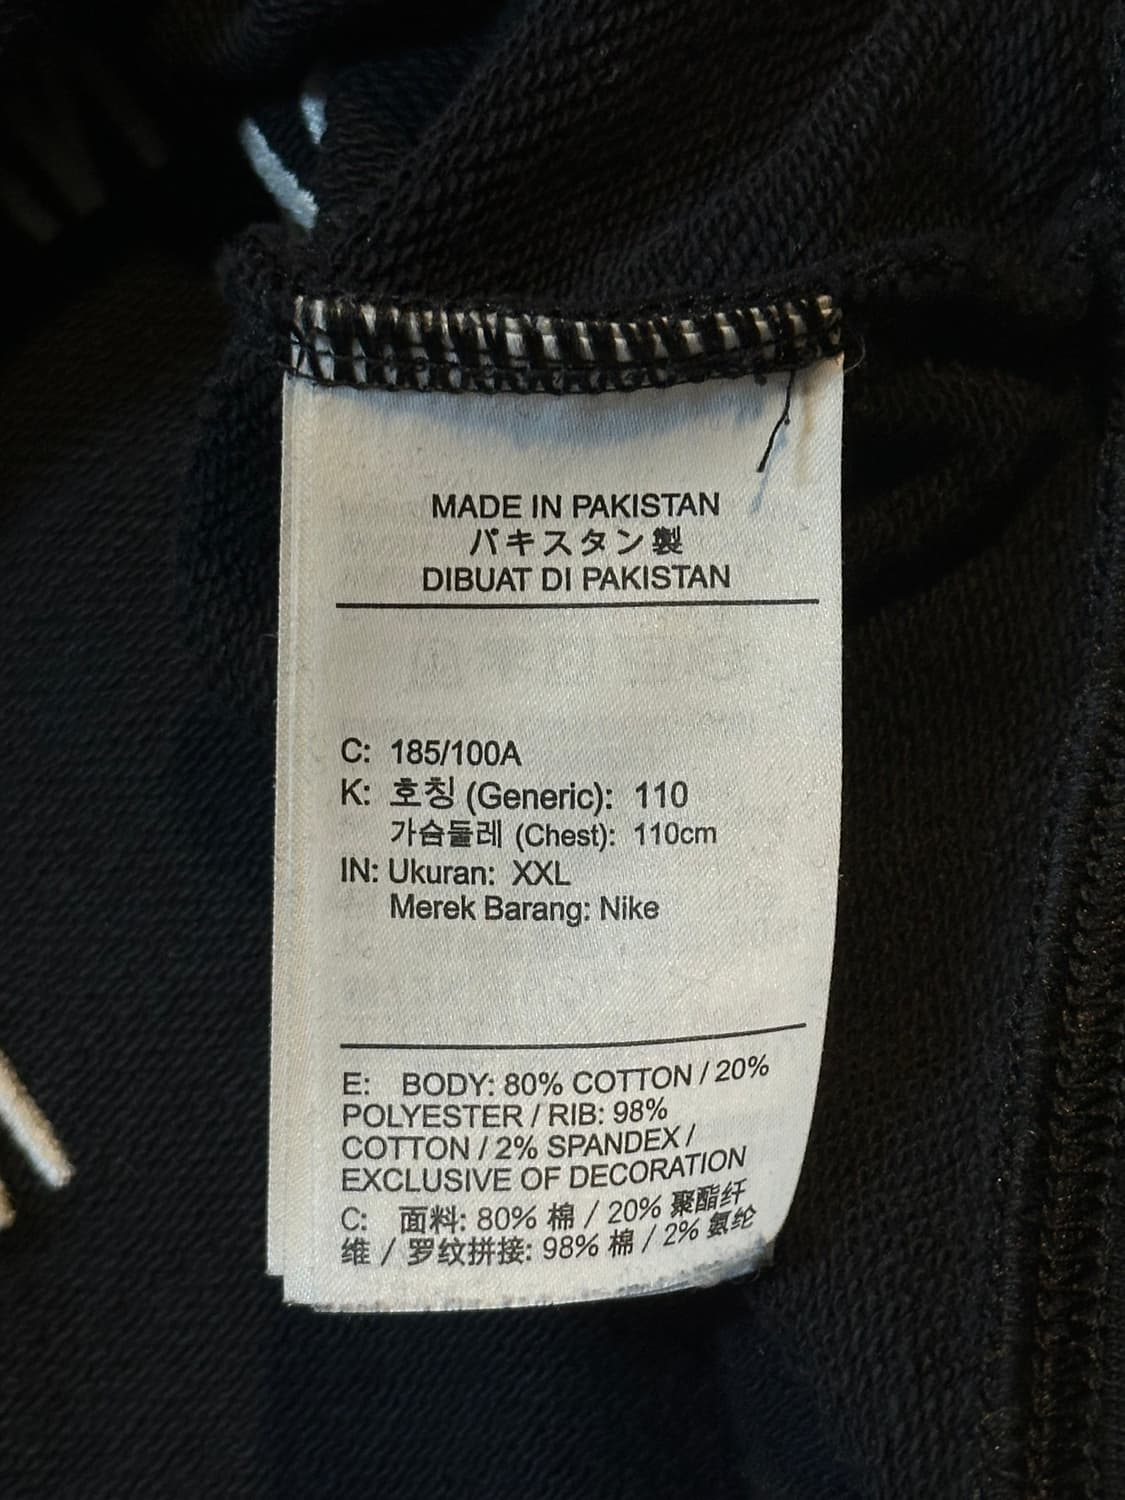 MADE IN PAKISTAN
パキスタン製
DIBUAT DI PAKISTAN
C: 185/100A
K: 호칭 (Generic): 110
가슴둘레 (Chest): 110cm
IN: Ukuran: XXL
Merek Barang: Nike
E: BODY: 80% COTTON / 20%
POLYESTER / RIB: 98%
COTTON / 2% SPANDEX /
EXCLUSIVE OF DECORATION
C: 面料: 80% 棉 / 20% 聚酯纤
维 / 罗纹拼接: 98% 棉 / 2% 氨纶